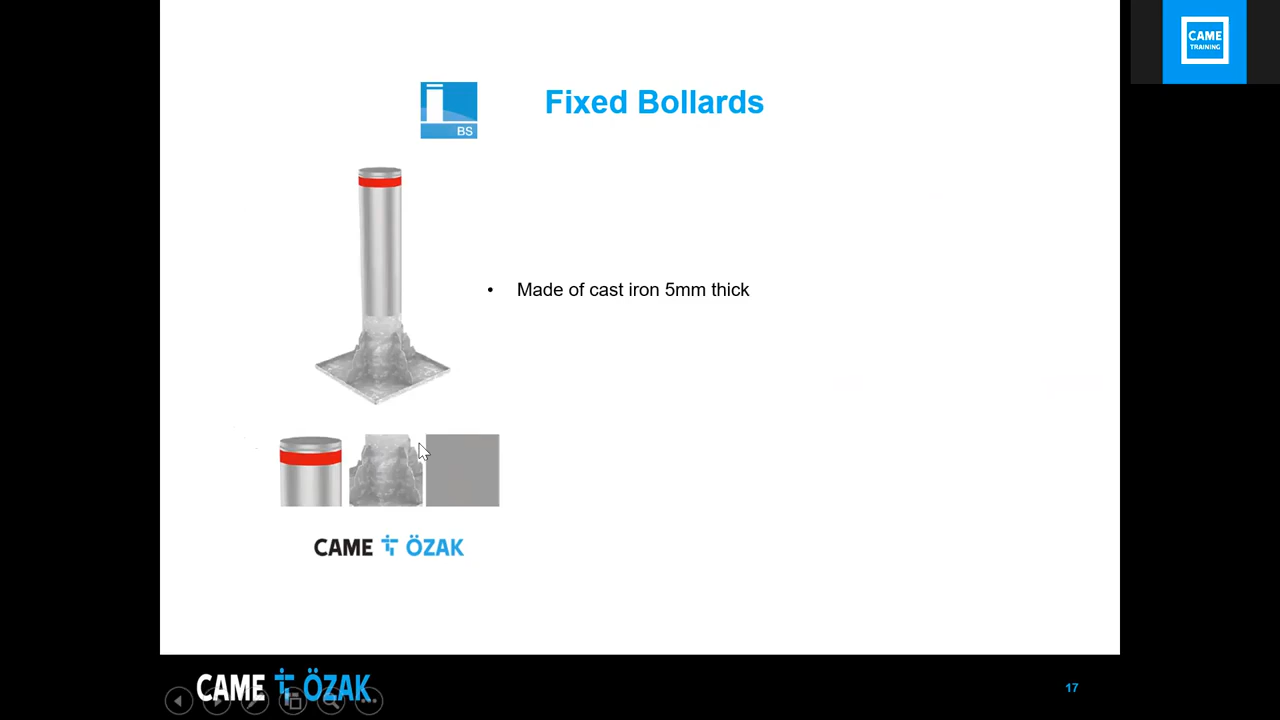 CAME
TRAINING
Fixed Bollards
BS
• Made of cast iron 5mm thick
CAME ÖZAK
CAME ÖZAK
17